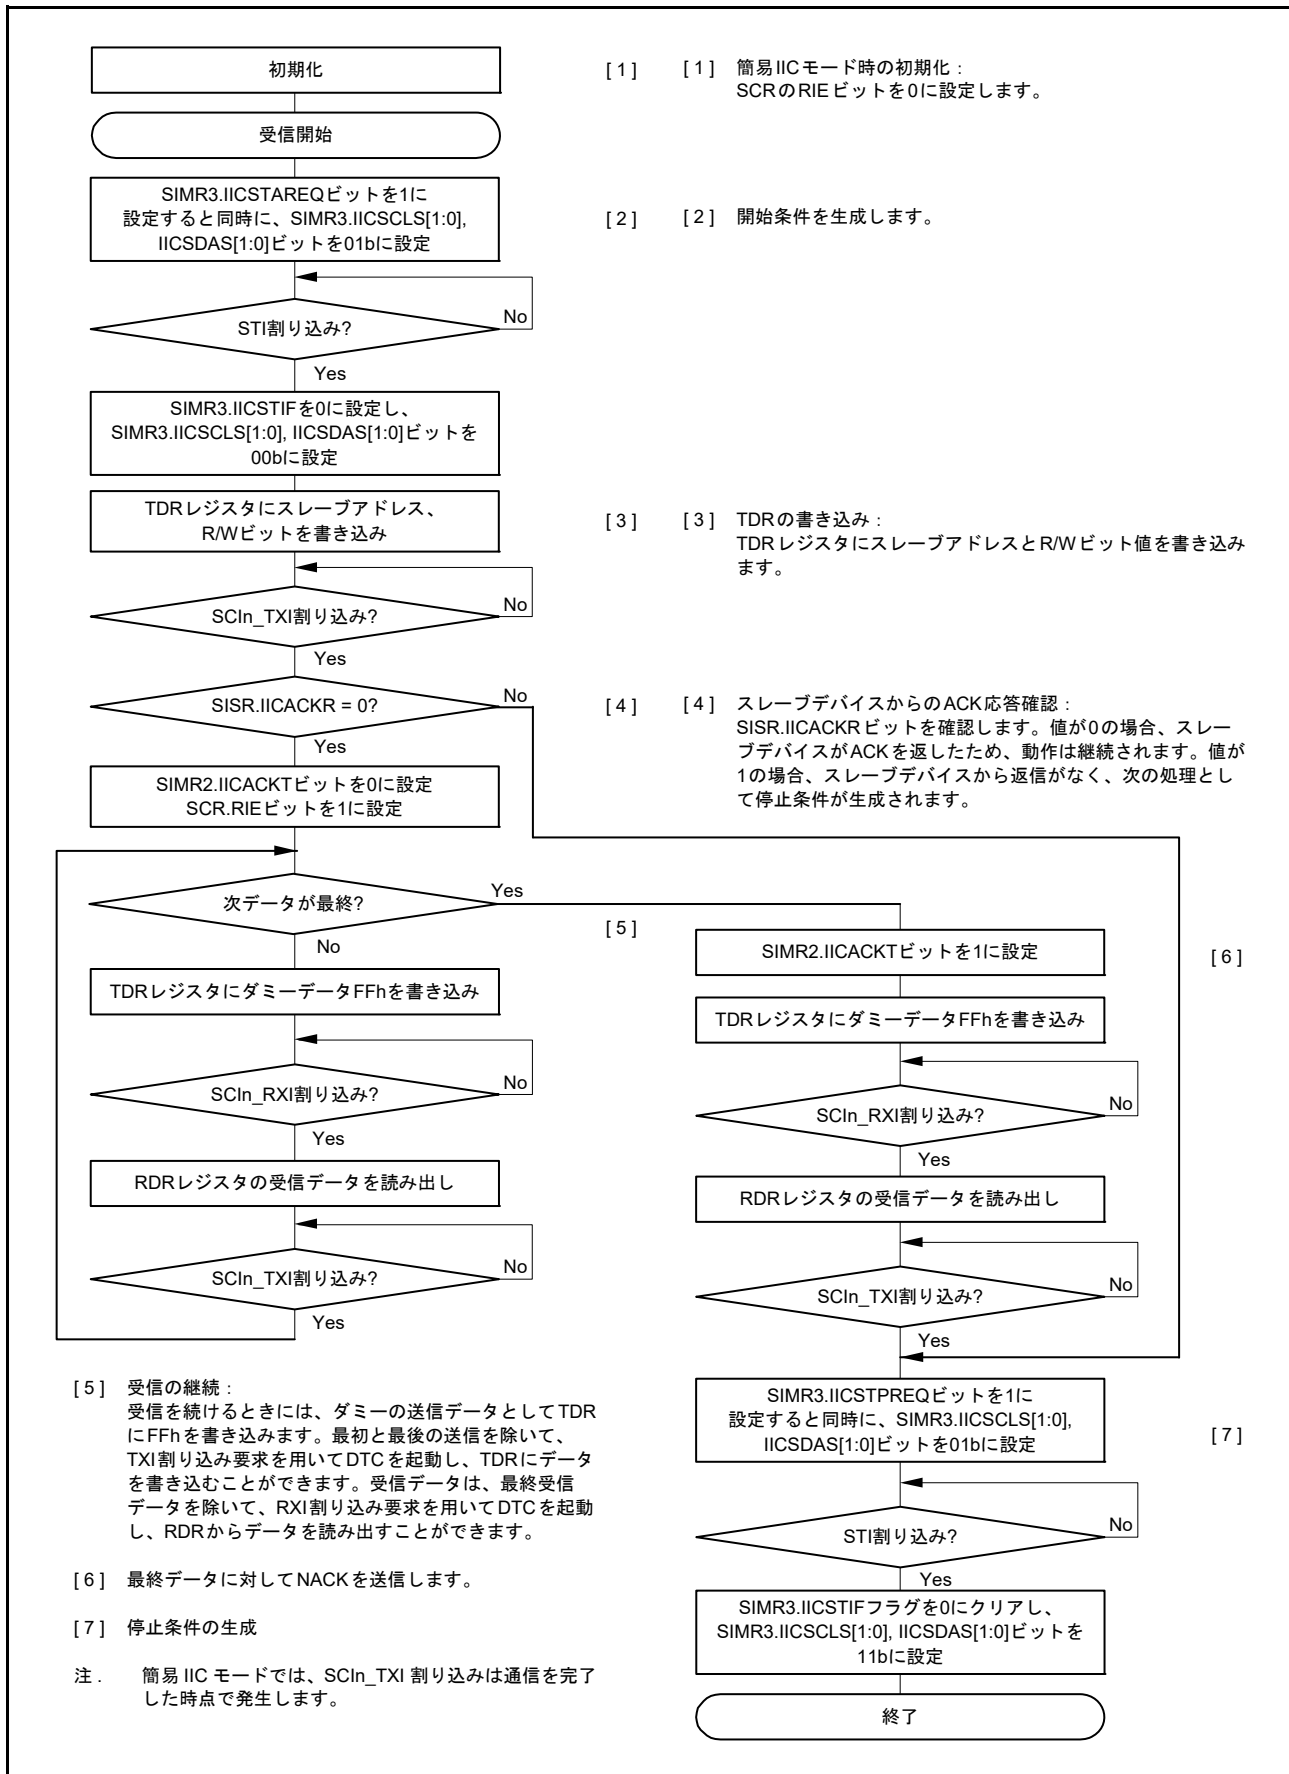 初期化
[ 1 ]
[ 1 ] 簡易IICモード時の初期化：
SCRのRIEビットを0に設定します。
受信開始
SIMR3.IICSTAREQビットを1に
設定すると同時に、SIMR3.IICSCLS[1:0],
IICSDAS[1:0]ビットを01bに設定
[ 2 ]
[ 2 ] 開始条件を生成します。
STI割り込み?
No
Yes
SIMR3.IICSTIFを0に設定し、
SIMR3.IICSCLS[1:0], IICSDAS[1:0]ビットを
00bに設定
TDRレジスタにスレーブアドレス、
R/Wビットを書き込み
[ 3 ]
[ 3 ] TDRの書き込み：
TDRレジスタにスレーブアドレスとR/Wビット値を書き込み
ます。
SCIn_TXI割り込み?
No
Yes
SISR.IICACKR = 0?
No
Yes
[ 4 ]
[ 4 ] スレーブデバイスからのACK応答確認：
SISR.IICACKRビットを確認します。値が0の場合、スレー
ブデバイスがACKを返したため、動作は継続されます。値が
1の場合、スレーブデバイスから返信がなく、次の処理とし
て停止条件が生成されます。
SIMR2.IICACKTビットを0に設定
SCR.RIEビットを1に設定
次データが最終?
Yes
No
[ 5 ]
TDRレジスタにダミーデータFFhを書き込み
SCIn_RXI割り込み?
No
Yes
RDRレジスタの受信データを読み出し
SCIn_TXI割り込み?
No
Yes
SIMR2.IICACKTビットを1に設定
[ 6 ]
TDRレジスタにダミーデータFFhを書き込み
SCIn_RXI割り込み?
No
Yes
RDRレジスタの受信データを読み出し
SCIn_TXI割り込み?
No
Yes
SIMR3.IICSTPREQビットを1に
設定すると同時に、SIMR3.IICSCLS[1:0],
IICSDAS[1:0]ビットを01bに設定
[ 7 ]
STI割り込み?
No
Yes
SIMR3.IICSTIFフラグを0にクリアし、
SIMR3.IICSCLS[1:0], IICSDAS[1:0]ビットを
11bに設定
終了
[ 5 ] 受信の継続：
受信を続けるときには、ダミーの送信データとしてTDR
にFFhを書き込みます。最初と最後の送信を除いて、
TXI割り込み要求を用いてDTCを起動し、TDRにデータ
を書き込むことができます。受信データは、最終受信
データを除いて、RXI割り込み要求を用いてDTCを起動
し、RDRからデータを読み出すことができます。
[ 6 ] 最終データに対してNACKを送信します。
[ 7 ] 停止条件の生成
注． 簡易 IIC モードでは、SCIn_TXI 割り込みは通信を完了
した時点で発生します。